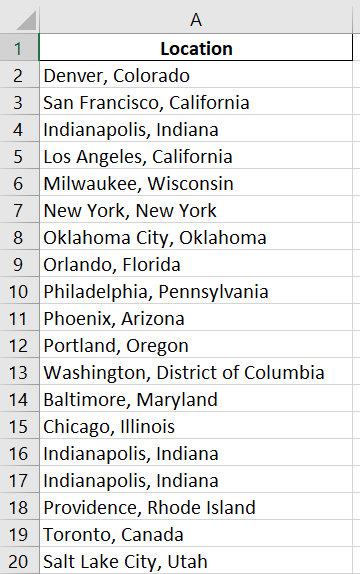 A
1 Location
2 Denver, Colorado
3 San Francisco, California
4 Indianapolis, Indiana
5 Los Angeles, California
6 Milwaukee, Wisconsin
7 New York, New York
8 Oklahoma City, Oklahoma
9 Orlando, Florida
10 Philadelphia, Pennsylvania
11 Phoenix, Arizona
12 Portland, Oregon
13 Washington, District of Columbia
14 Baltimore, Maryland
15 Chicago, Illinois
16 Indianapolis, Indiana
17 Indianapolis, Indiana
18 Providence, Rhode Island
19 Toronto, Canada
20 Salt Lake City, Utah